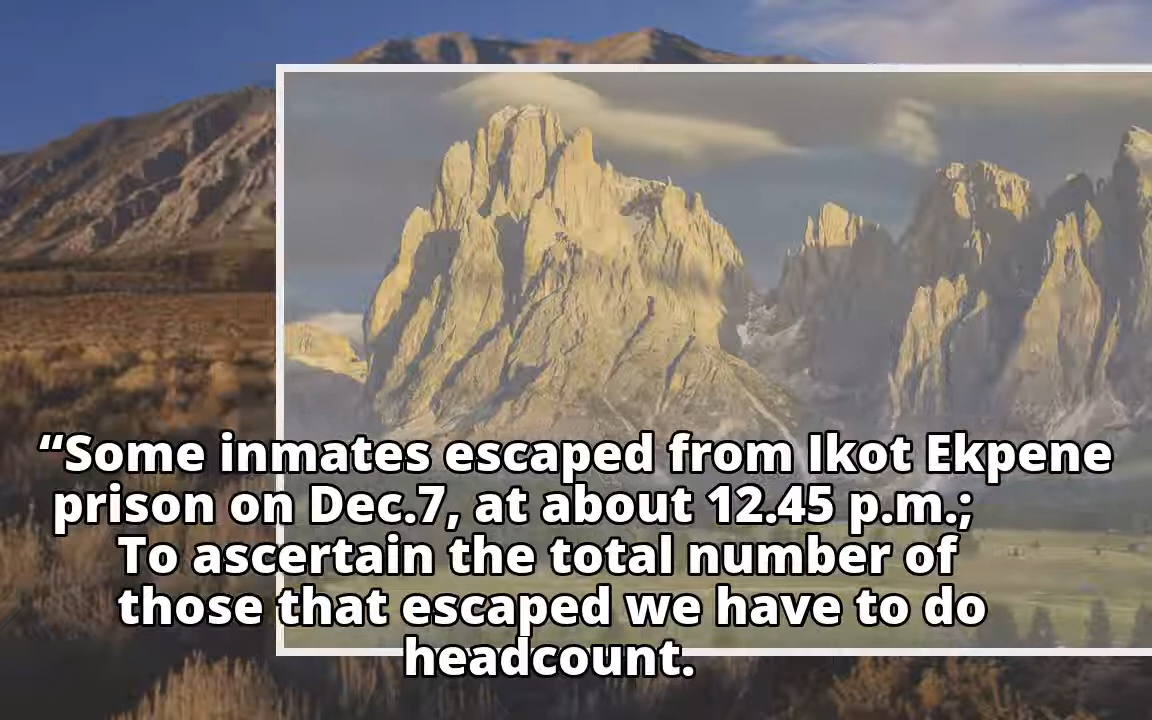 “Some inmates escaped from Ikot Ekpene
prison on Dec.7, at about 12.45 p.m.;
To ascertain the total number of
those that escaped we have to do
headcount.